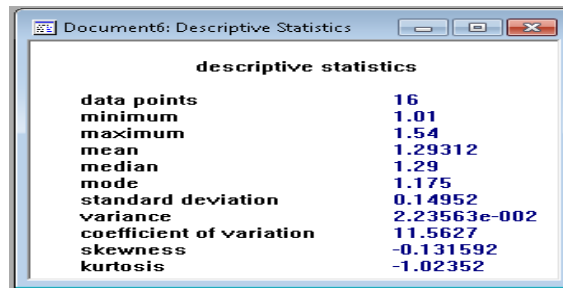 Document6: Descriptive Statistics
descriptive statistics
data points 16
minimum 1.01
maximum 1.54
mean 1.29312
median 1.29
mode 1.175
standard deviation 0.14952
variance 2.23563e-002
coefficient of variation 11.5627
skewness -0.131592
kurtosis -1.02352